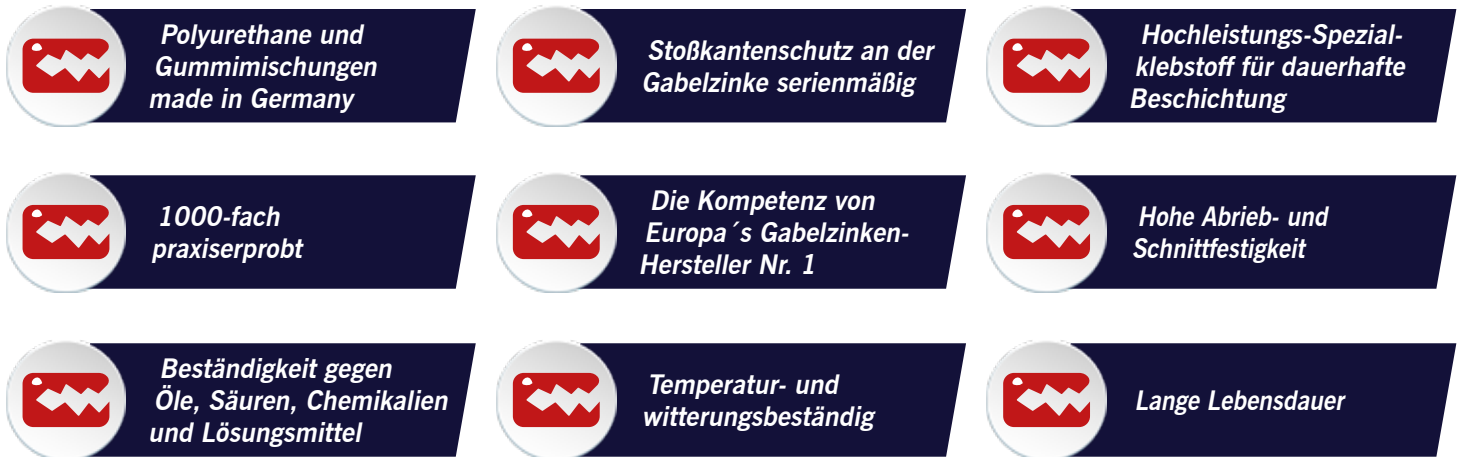 Polyurethane und
Gummimischungen
made in Germany
Stoßkantenschutz an der
Gabelzinke serienmäßig
Hochleistungs-Spezial-
klebstoff für dauerhafte
Beschichtung
1000-fach
praxiserprobt
Die Kompetenz von
Europa´s Gabelzinken-
Hersteller Nr. 1
Hohe Abrieb- und
Schnittfestigkeit
Beständigkeit gegen
Öle, Säuren, Chemikalien
und Lösungsmittel
Temperatur- und
witterungsbeständig
Lange Lebensdauer